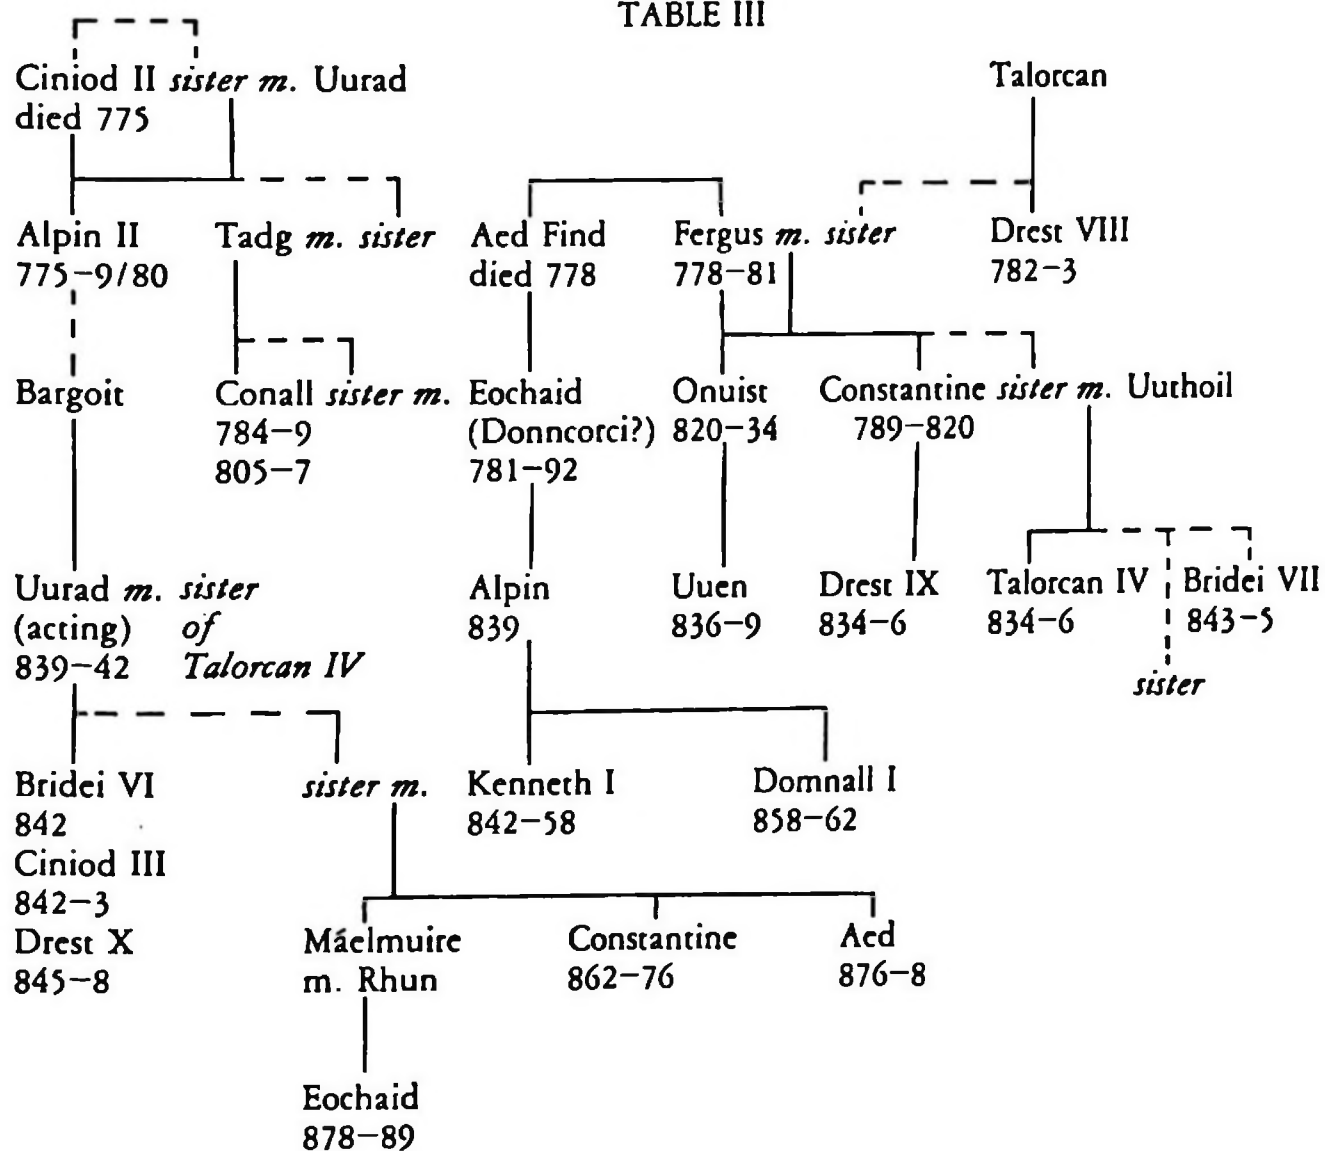 TABLE III
Ciniod II sister m. Uurad
died 775
Talorcan
Alpin II
775-9/80
Tadg m. sister
Aed Find
died 778
Fergus m. sister
778-81
Drest VIII
782-3
Bargoit
Conall sister m.
784-9
805-7
Eochaid
(Donncorci?)
781-92
Onuist
820-34
Constantine sister m. Uuthoil
789-820
Uurad m. sister
(acting) of
839-42 Talorcan IV
Alpin
839
Uuen
836-9
Drest IX
834-6
Talorcan IV
834-6
Bridei VII
843-5
sister
Bridei VI
842
Ciniod III
842-3
Drest X
845-8
sister m.
Kenneth I
842-58
Domnall I
858-62
Máelmuire
m. Rhun
Constantine
862-76
Aed
876-8
Eochaid
878-89